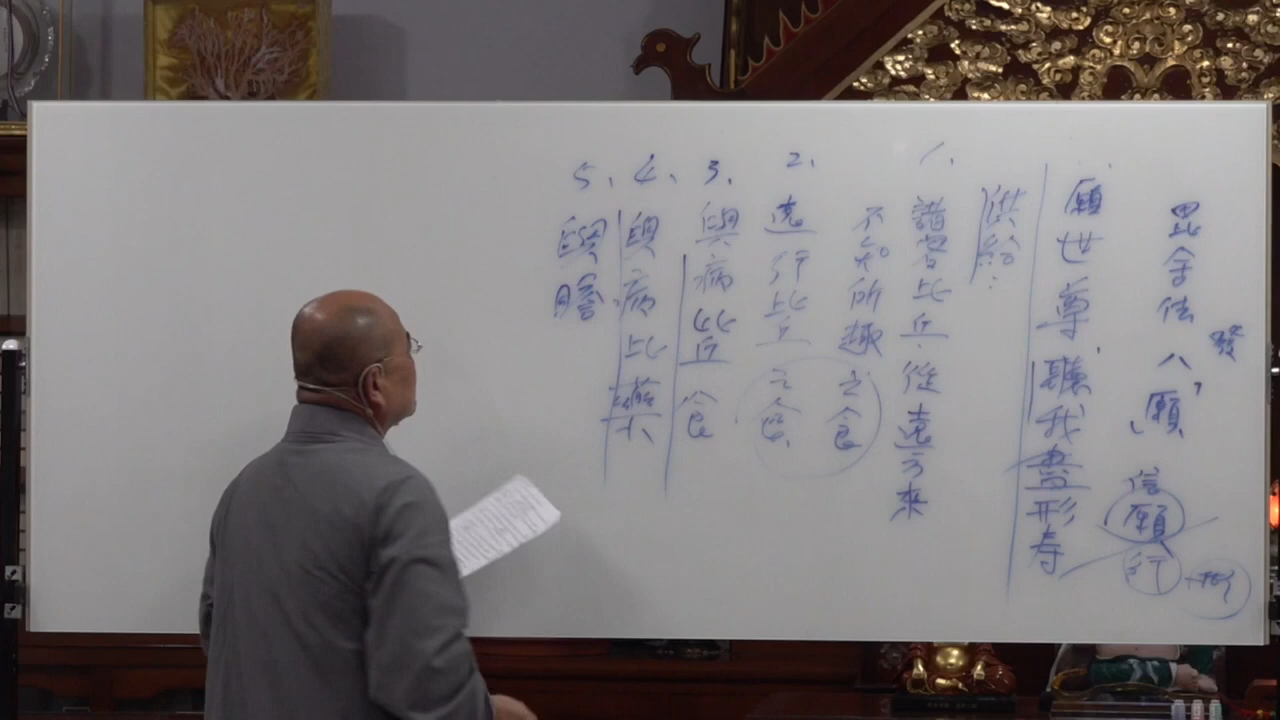 毘舍佉八「願」
發
信願行
願世尊聽我盡形壽
供給：
1.
諸客比丘從遠方來
不知所趣之食
2.
遠行比丘之食
3.
與病比丘食
4、
與病比藥
5、
與瞻